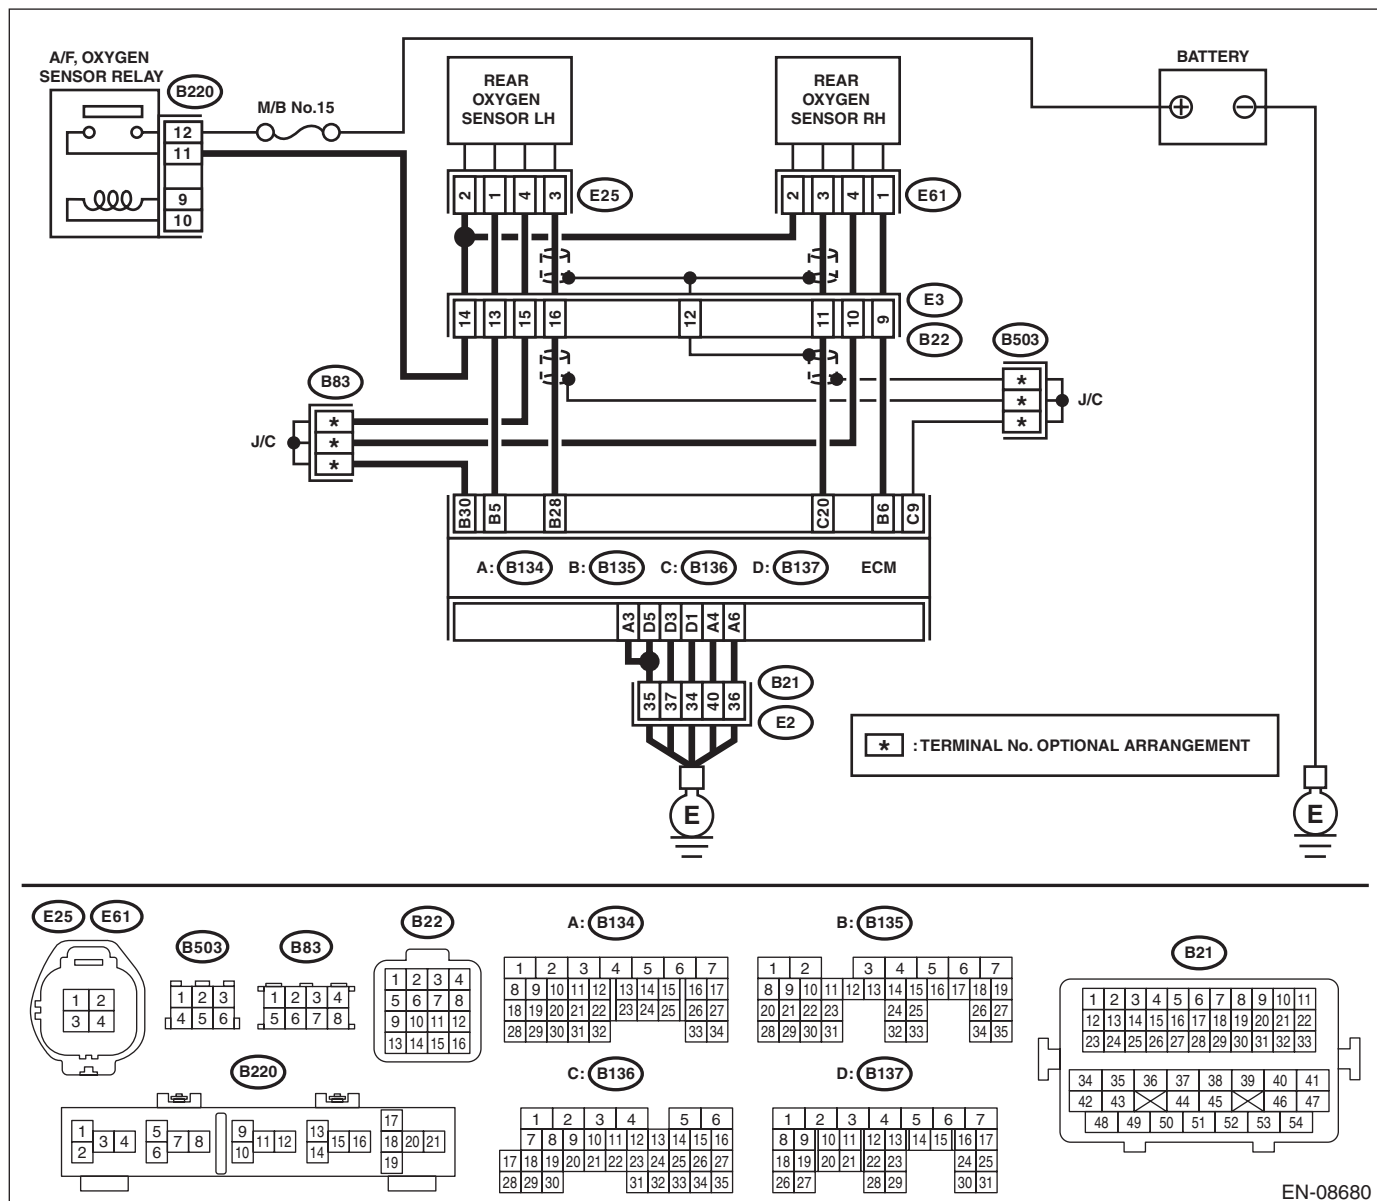 A/F, OXYGEN
SENSOR RELAY
B220
12
11
9
10
M/B No.15
REAR
OXYGEN
SENSOR LH
REAR
OXYGEN
SENSOR RH
BATTERY
2 1 4 3
E25
2 3 4 1
E61
14 13 15 16 12 11 10 9
E3
B22
B503
*
*
*
J/C
B83
*
*
*
J/C
B30 B5 B28 C20 B6 C9
A: B134 B: B135 C: B136 D: B137 ECM
A3 D5 D3 D1 A4 A6
35 37 34 40 36
B21
E2
* : TERMINAL No. OPTIONAL ARRANGEMENT
E
E
E25 E61
1 2
3 4
B503
1 2 3
4 5 6
B83
1 2 3 4
5 6 7 8
B22
1 2 3 4
5 6 7 8
9 10 11 12
13 14 15 16
A: B134
1 2 3 4 5 6 7
8 9 10 11 12 13 14 15 16 17
18 19 20 21 22 23 24 25 26 27
28 29 30 31 32 33 34
B: B135
1 2 3 4 5 6 7
8 9 10 11 12 13 14 15 16 17 18 19
20 21 22 23 24 25 26 27
28 29 30 31 32 33 34 35
B21
1 2 3 4 5 6 7 8 9 10 11
12 13 14 15 16 17 18 19 20 21 22
23 24 25 26 27 28 29 30 31 32 33
34 35 36 37 38 39 40 41
42 43 44 45 46 47
48 49 50 51 52 53 54
B220
1 2 3 4 5 6 7 8 9 10 11 12 13 14 15 16 17 18 19 20 21
C: B136
1 2 3 4 5 6
7 8 9 10 11 12 13 14 15 16
17 18 19 20 21 22 23 24 25 26 27
28 29 30 31 32 33 34 35
D: B137
1 2 3 4 5 6 7
8 9 10 11 12 13 14 15 16 17
18 19 20 21 22 23 24 25
26 27 28 29 30 31
EN-08680